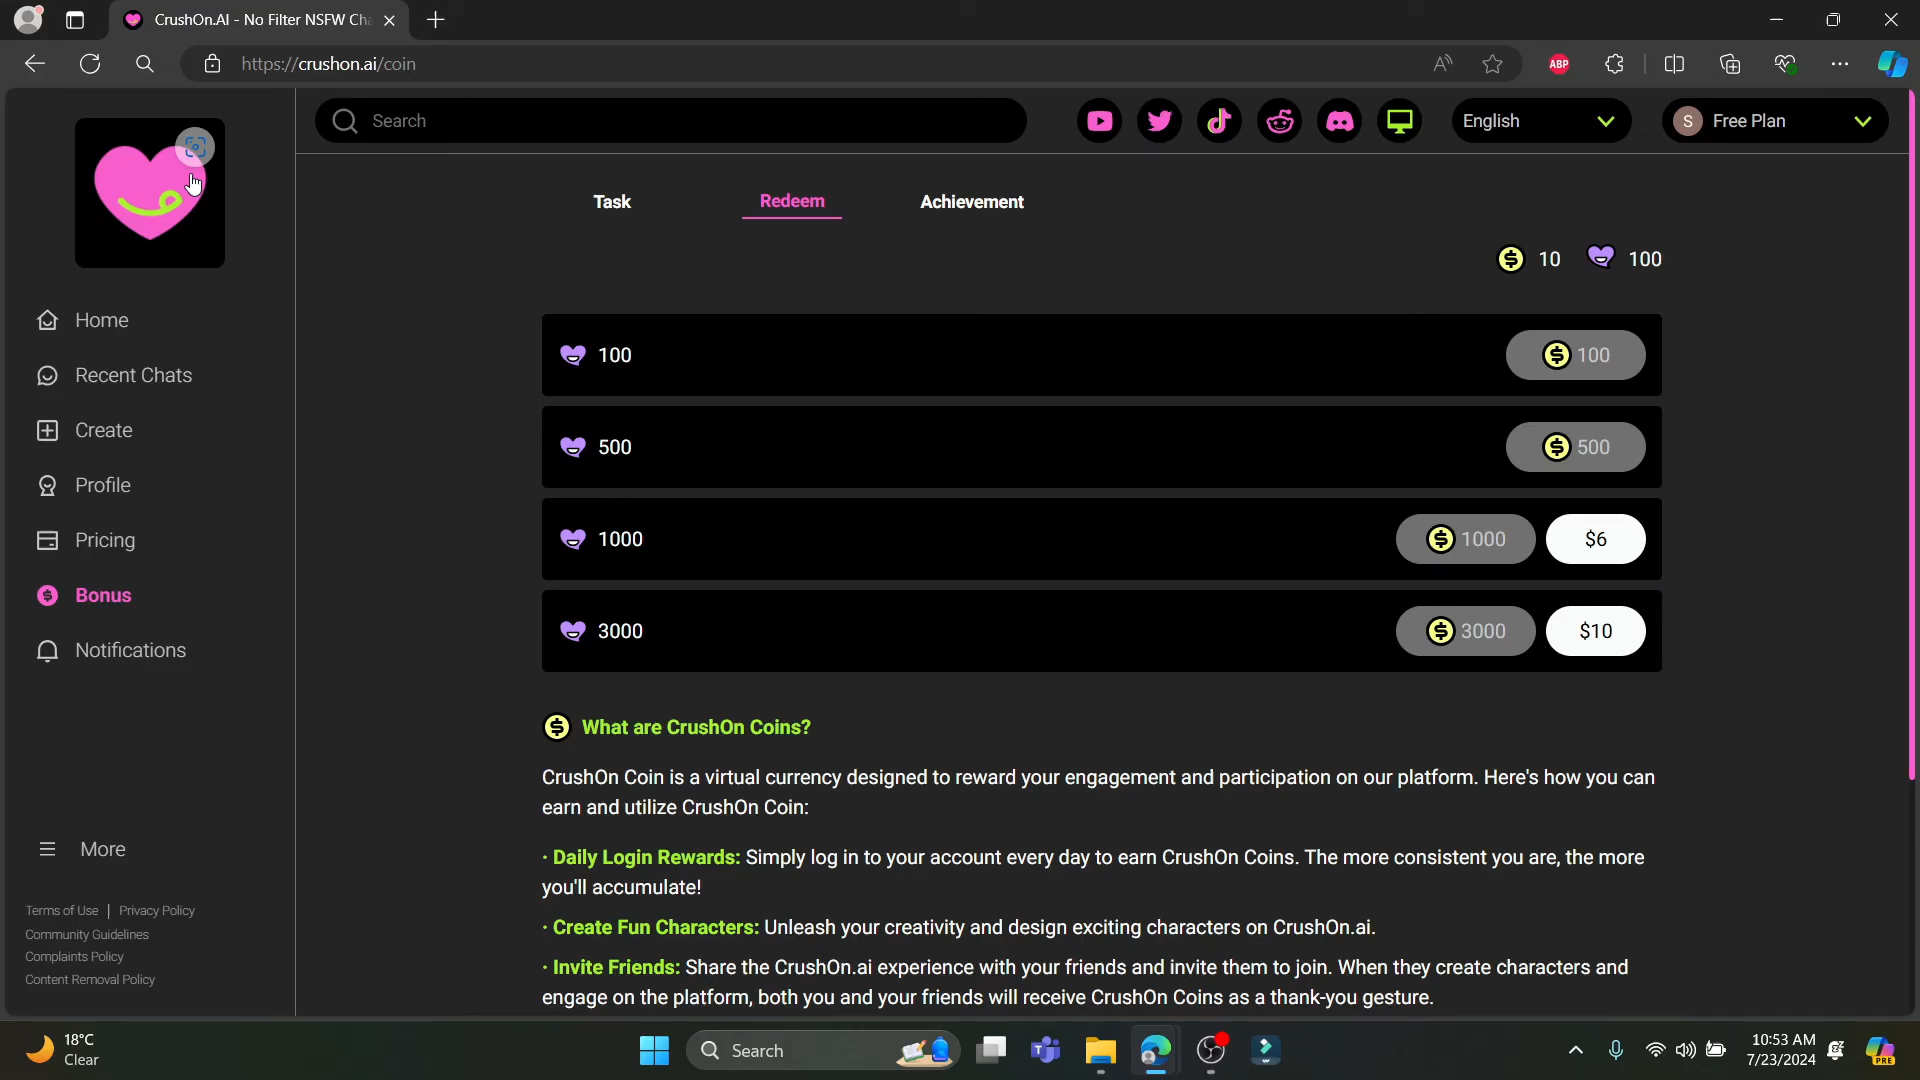 CrushOn.AI - No Filter NSFW Cha
https://crushon.ai/coin
ABP
Search
English
S Free Plan
Task
Redeem
Achievement
10
100
Home
Recent Chats
Create
Profile
Pricing
Bonus
Notifications
More
Terms of Use | Privacy Policy
Community Guidelines
Complaints Policy
Content Removal Policy
100
$ 100
500
$ 500
1000
$ 1000
$6
3000
$ 3000
$10
What are CrushOn Coins?
CrushOn Coin is a virtual currency designed to reward your engagement and participation on our platform. Here's how you can
earn and utilize CrushOn Coin:
· Daily Login Rewards: Simply log in to your account every day to earn CrushOn Coins. The more consistent you are, the more
you'll accumulate!
· Create Fun Characters: Unleash your creativity and design exciting characters on CrushOn.ai.
· Invite Friends: Share the CrushOn.ai experience with your friends and invite them to join. When they create characters and
engage on the platform, both you and your friends will receive CrushOn Coins as a thank-you gesture.
18°C
Clear
Search
10:53 AM
7/23/2024
PRE